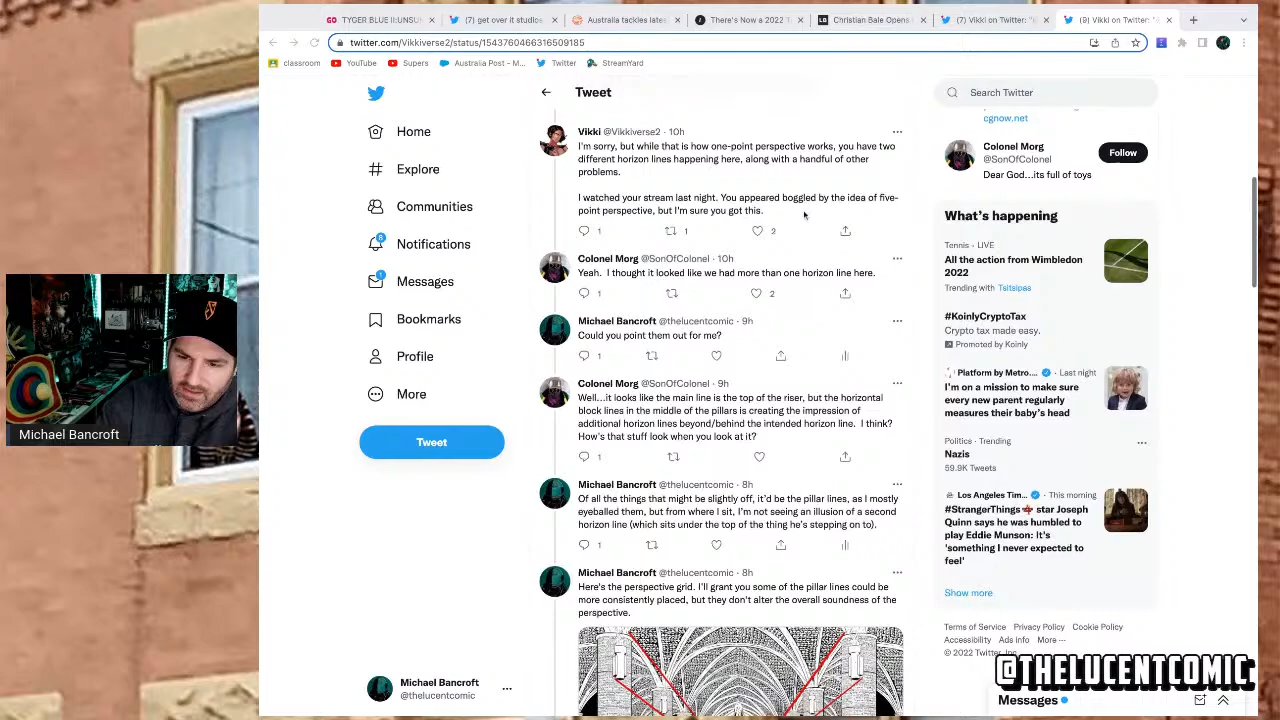 TYGER BLUE II:UNSU
(7) get over it studios
Australia tackles lates
There's Now a 2022 T
Christian Bale Opens
(7) Vikki on Twitter: "
(9) Vikki on Twitter: "
twitter.com/Vikkiverse2/status/1543760466316509185
classroom
YouTube
Supers
Australia Post – M...
Twitter
StreamYard
Home
Explore
Communities
8
Notifications
1
Messages
Bookmarks
Profile
More
Tweet
Michael Bancroft
@thelucentcomic
Michael Bancroft
Tweet
Vikki @Vikkiverse2 · 10h
I'm sorry, but while that is how one-point perspective works, you have two
different horizon lines happening here, along with a handful of other
problems.
I watched your stream last night. You appeared boggled by the idea of five-
point perspective, but I'm sure you got this.
1
1
2
Colonel Morg @SonOfColonel · 10h
Yeah. I thought it looked like we had more than one horizon line here.
1
2
Michael Bancroft @thelucentcomic · 9h
Could you point them out for me?
1
Colonel Morg @SonOfColonel · 9h
Well...it looks like the main line is the top of the riser, but the horizontal
block lines in the middle of the pillars is creating the impression of
additional horizon lines beyond/behind the intended horizon line. I think?
How's that stuff look when you look at it?
1
Michael Bancroft @thelucentcomic · 8h
Of all the things that might be slightly off, it'd be the pillar lines, as I mostly
eyeballed them, but from where I sit, I'm not seeing an illusion of a second
horizon line (which sits under the top of the thing he's stepping on to).
1
Michael Bancroft @thelucentcomic · 8h
Here's the perspective grid. I'll grant you some of the pillar lines could be
more consistently placed, but they don't alter the overall soundness of the
perspective.
Search Twitter
cgnow.net
Colonel Morg
@SonOfColonel
Follow
Dear God...its full of toys
What's happening
Tennis · LIVE
All the action from Wimbledon
2022
Trending with Tsitsipas
#KoinlyCryptoTax
Crypto tax made easy.
Promoted by Koinly
Platform by Metro.... · Last night
I'm on a mission to make sure
every new parent regularly
measures their baby's head
Politics · Trending
Nazis
59.9K Tweets
Los Angeles Tim... · This morning
#StrangerThings star Joseph
Quinn says he was humbled to
play Eddie Munson: It's
'something I never expected to
feel'
Show more
Terms of Service Privacy Policy Cookie Policy
Accessibility Ads info More ...
© 2022 Twitter, Inc.
@THELUCENTCOMIC
Messages